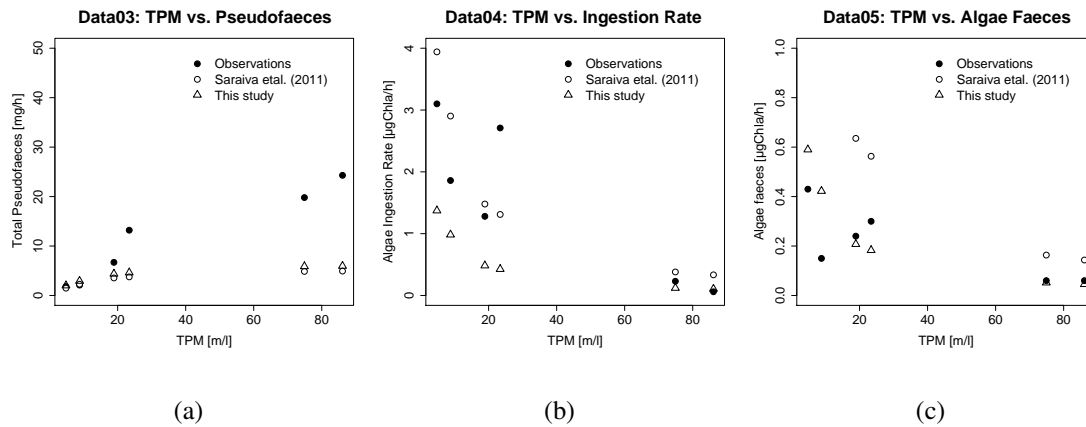 Data03: TPM vs. Pseudofaeces
Total Pseudofaeces [mg/h]
50
40
30
20
10
0
Observations
Saraiva etal. (2011)
This study
20 40 60 80
TPM [m/l]
(a)
Data04: TPM vs. Ingestion Rate
Algae Ingestion Rate [µgChla/h]
4
3
2
1
0
Observations
Saraiva etal. (2011)
This study
20 40 60 80
TPM [m/l]
(b)
Data05: TPM vs. Algae Faeces
Algae faeces [µgChla/h]
1.0
0.8
0.6
0.4
0.2
0.0
Observations
Saraiva etal. (2011)
This study
20 40 60 80
TPM [m/l]
(c)